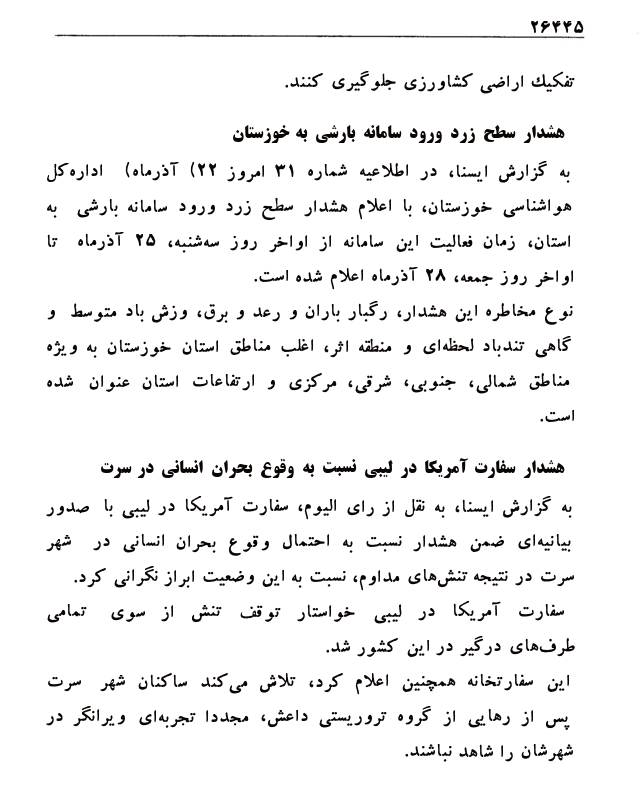 ۲۶۴۴۵
تفکیك اراضی کشاورزی جلوگیری کنند.
هشدار سطح زرد ورود سامانه بارشی به خوزستان
به گزارش ایسنا، در اطلاعیه شماره ۳۱ امروز ۲۲) آذرماه) اداره‌کل
هواشناسی خوزستان، با اعلام هشدار سطح زرد ورود سامانه بارشی به
استان، زمان فعالیت این سامانه از اواخر روز سه‌شنبه، ۲۵ آذرماه تا
اواخر روز جمعه، ۲۸ آذرماه اعلام شده است.
نوع مخاطره این هشدار، رگبار باران و رعد و برق، وزش باد متوسط و
گاهی تندباد لحظه‌ای و منطقه اثر، اغلب مناطق استان خوزستان به ویژه
مناطق شمالی، جنوبی، شرقی، مرکزی و ارتفاعات استان عنوان شده
است.
هشدار سفارت آمریکا در لیبی نسبت به وقوع بحران انسانی در سرت
به گزارش ایسنا، به نقل از رای الیوم، سفارت آمریکا در لیبی با صدور
بیانیه‌ای ضمن هشدار نسبت به احتمال وقوع بحران انسانی در شهر
سرت در نتیجه تنش‌های مداوم، نسبت به این وضعیت ابراز نگرانی کرد.
سفارت آمریکا در لیبی خواستار توقف تنش از سوی تمامی
طرف‌های درگیر در این کشور شد.
این سفارتخانه همچنین اعلام کرد، تلاش می‌کند ساکنان شهر سرت
پس از رهایی از گروه تروریستی داعش، مجددا تجربه‌ای ویرانگر در
شهرشان را شاهد نباشند.